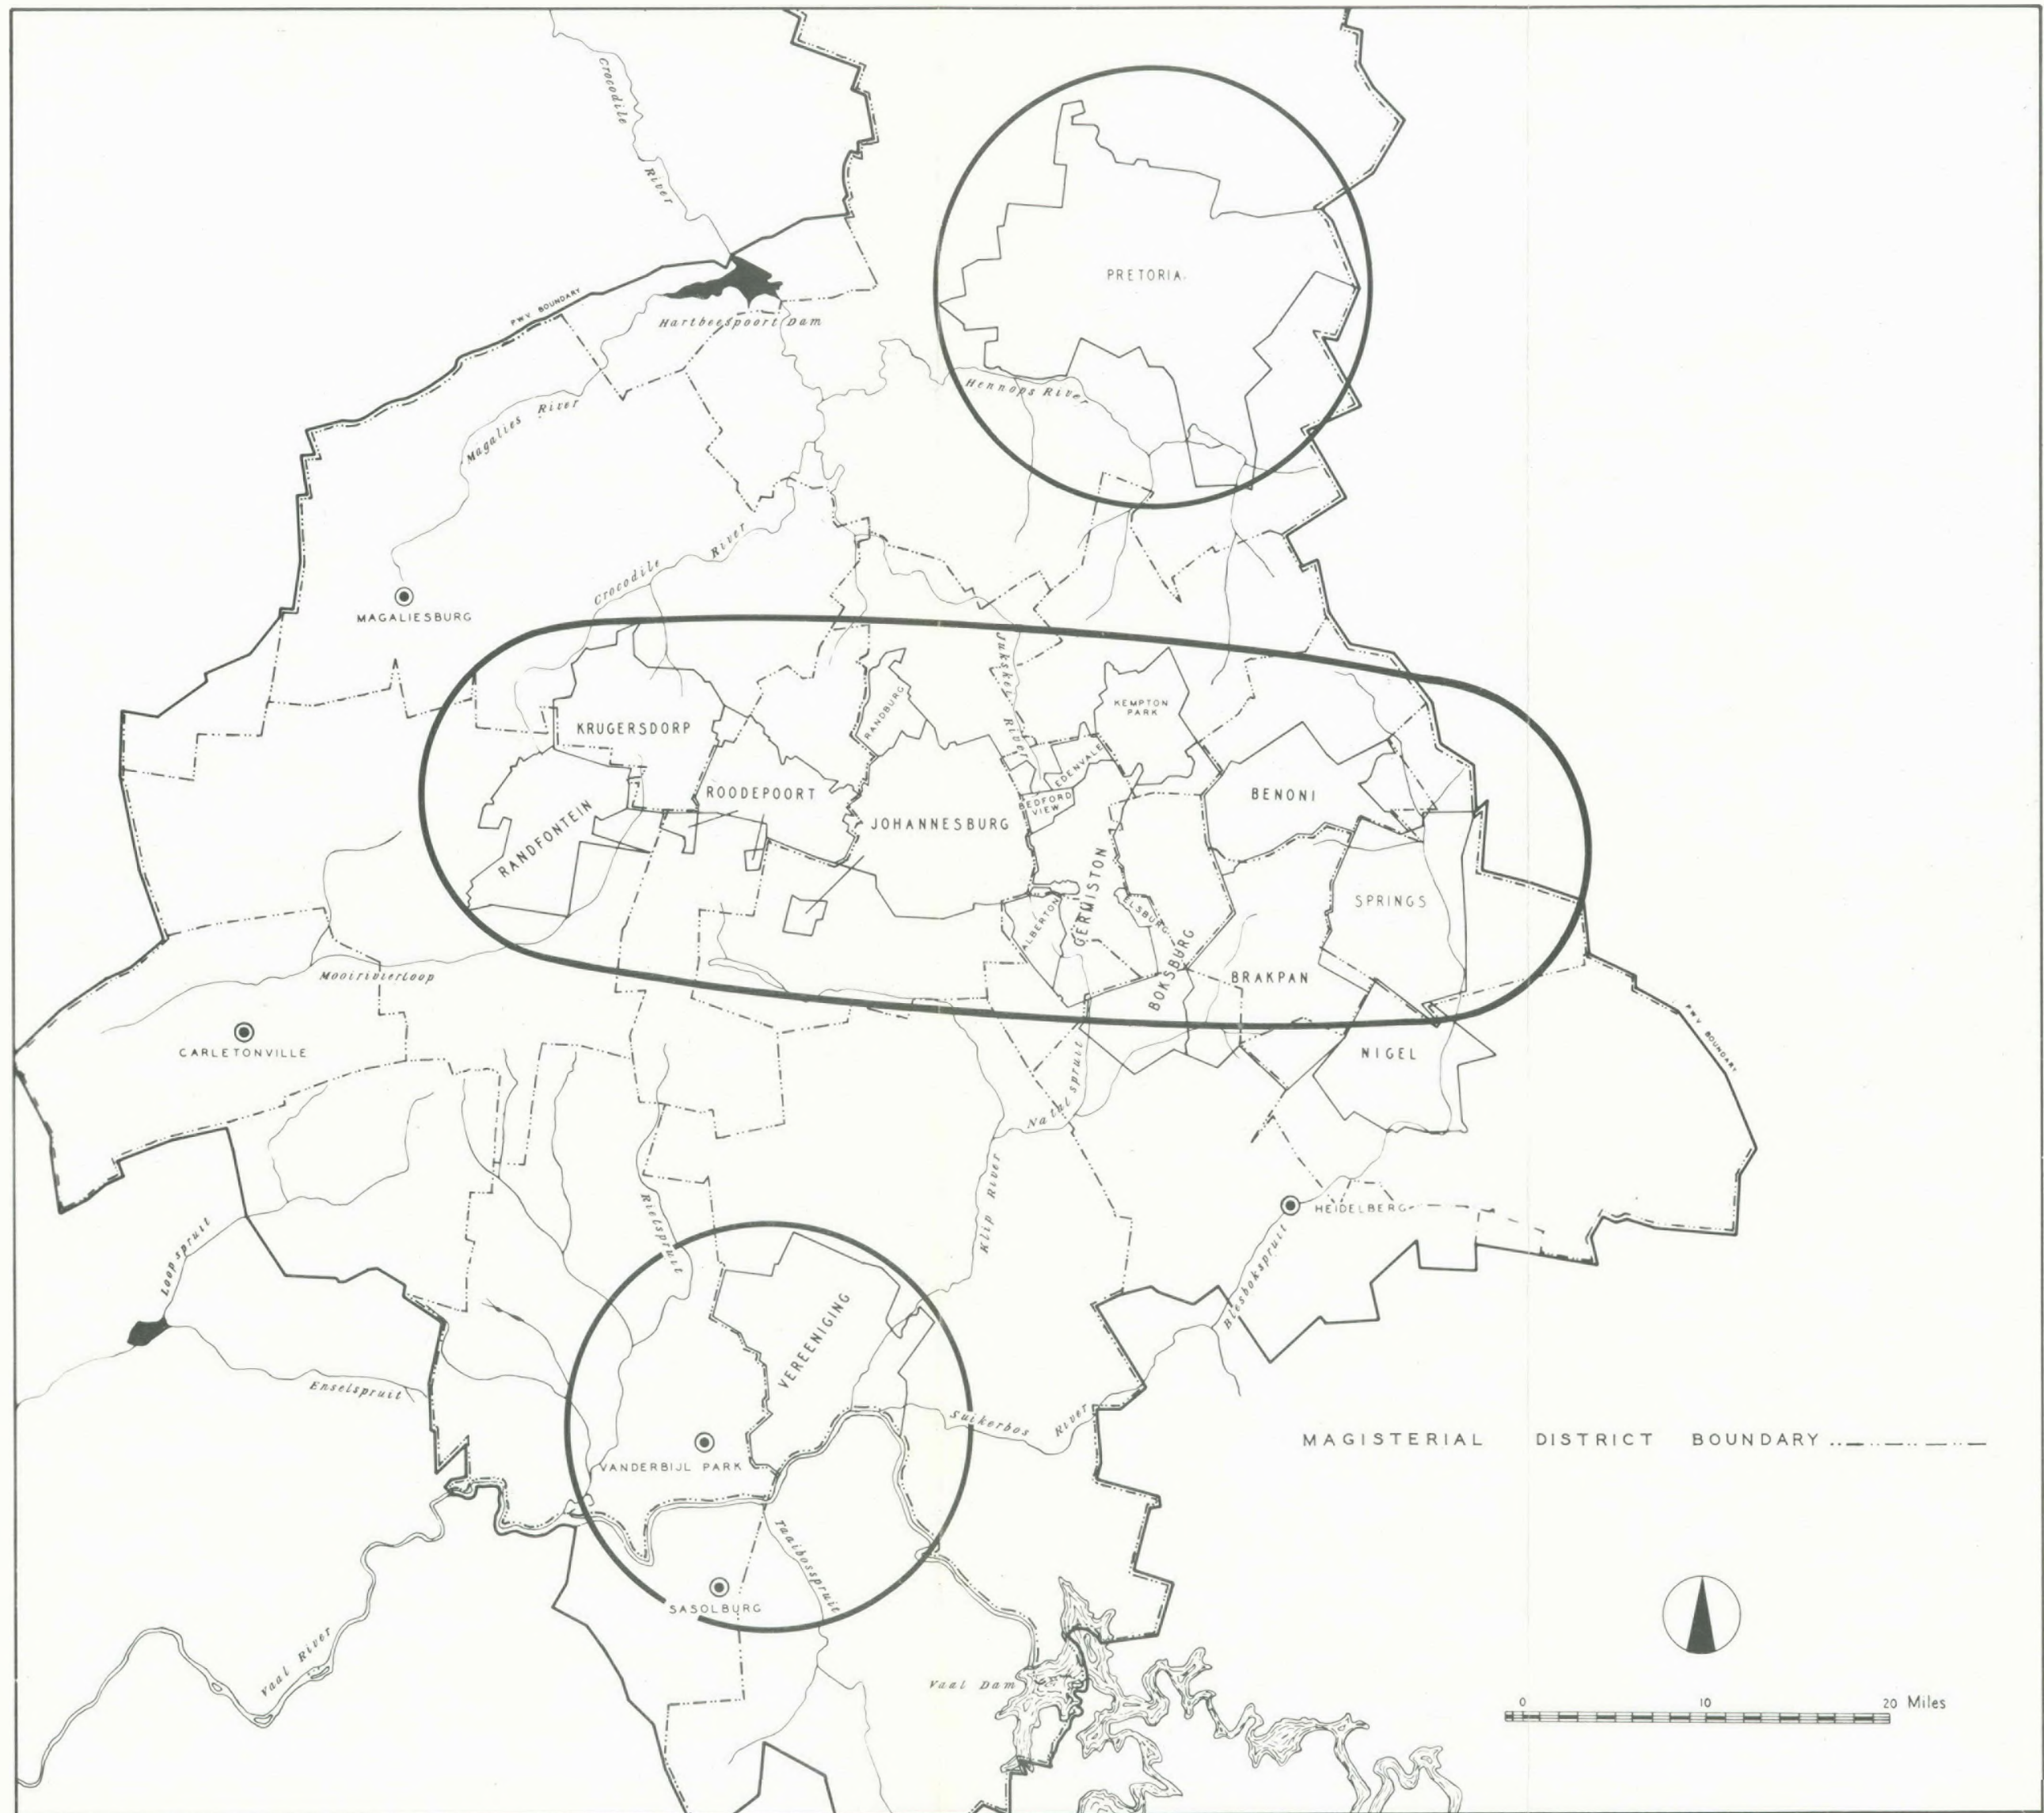 Crocodile
River
PRETORIA
P.W.V. BOUNDARY
Hartbeespoort Dam
Hennops River
Magalies River
Crocodile River
MAGALIESBURG
Jukskei River
KEMPTON
PARK
RANDBURG
KRUGERSDORP
EDENVALE
ROODEPOORT
BEDFORD
VIEW
BENONI
JOHANNESBURG
RANDFONTEIN
GERMISTON
SPRINGS
ALBERTON
ELSBURG
BOKSBURG
BRAKPAN
Mooirivierloop
CARLETONVILLE
P.W.V. BOUNDARY
NIGEL
Natal spruit
Klip River
Rietspruit
HEIDELBERG
Loopspruit
Blesbokspruit
VEREENIGING
Enselspruit
Suikerbos River
MAGISTERIAL DISTRICT BOUNDARY
VANDERBIJL PARK
Taaibosspruit
SASOLBURG
Vaal River
Vaal Dam
0 10 20 Miles